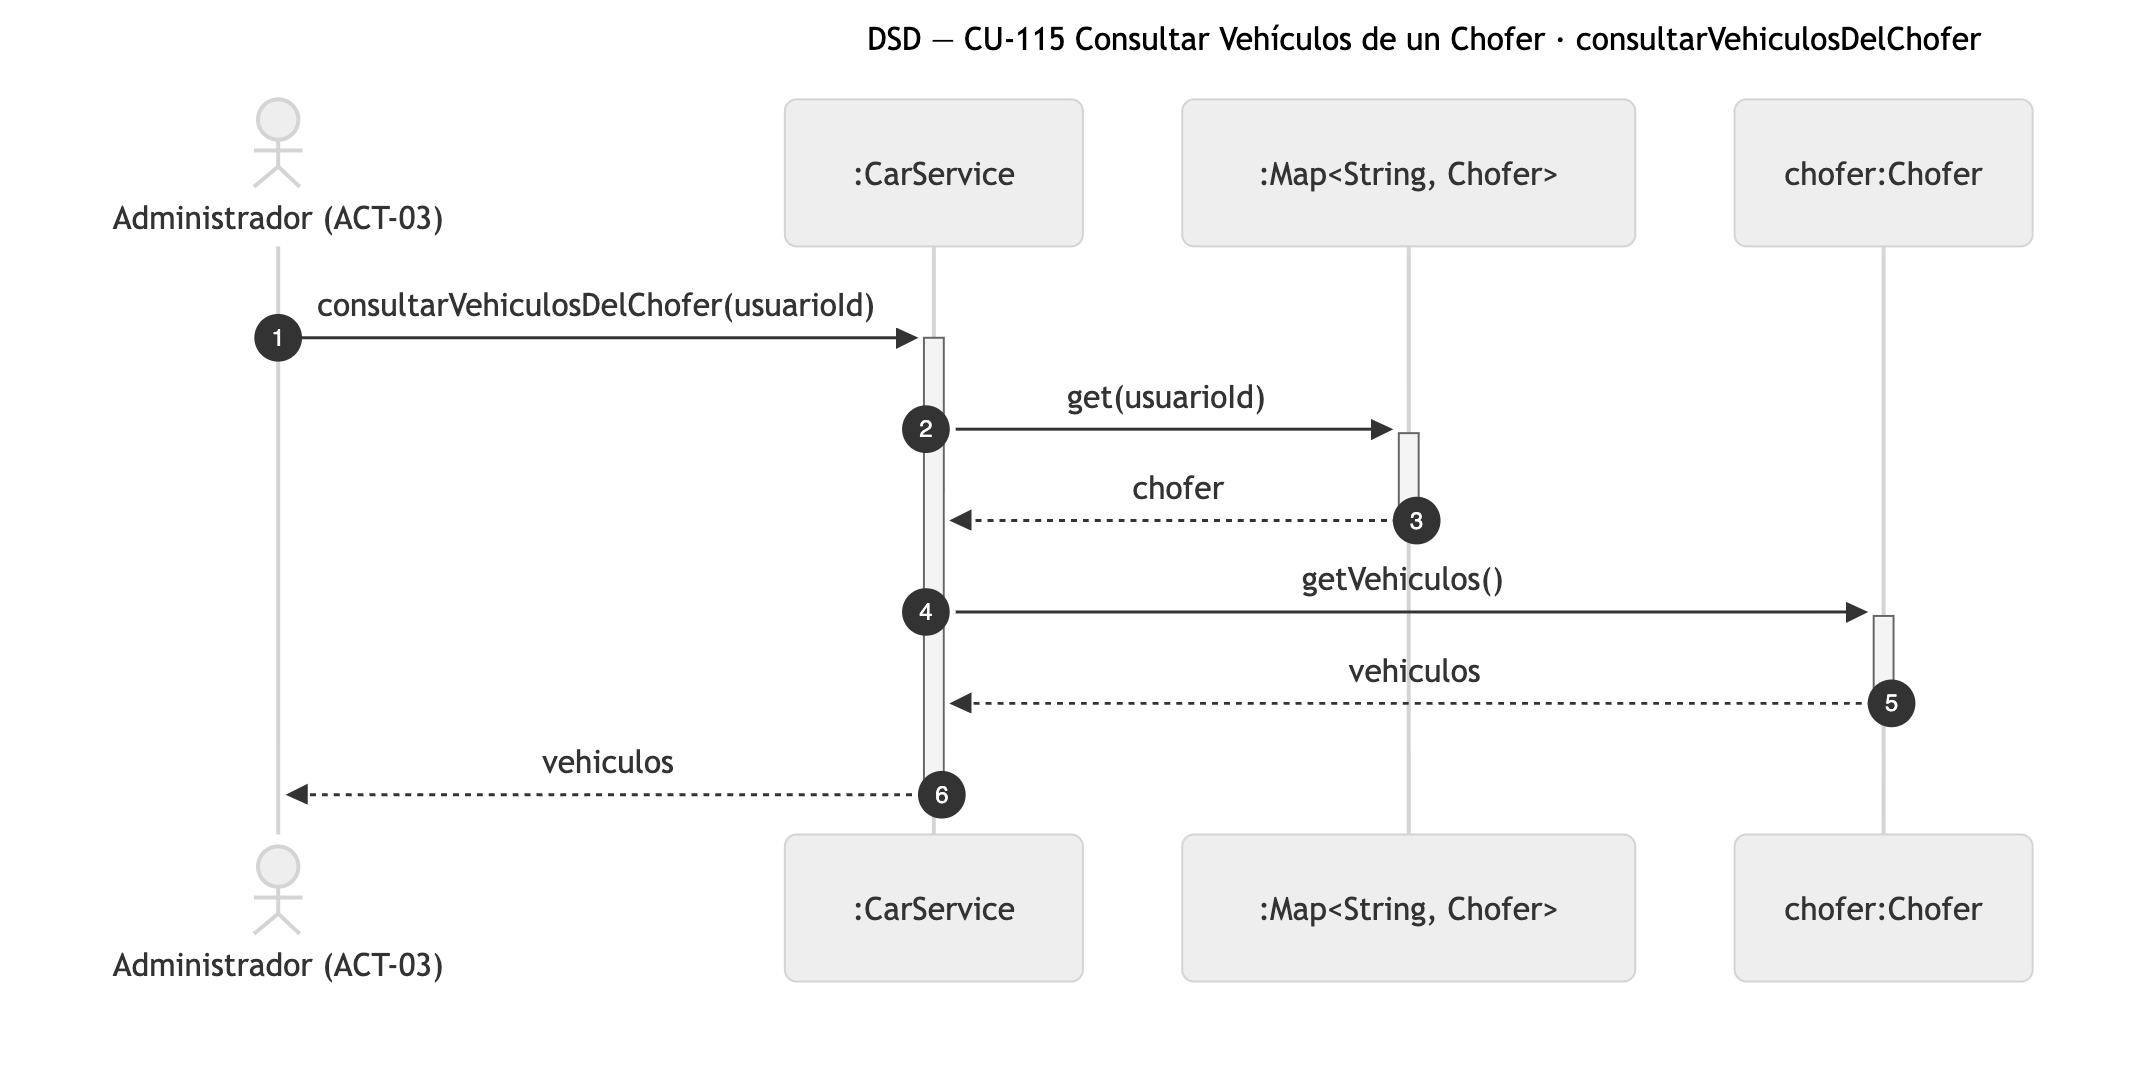 DSD — CU-115 Consultar Vehículos de un Chofer · consultarVehiculosDelChofer
Administrador (ACT-03)
:CarService
:Map<String, Chofer>
chofer:Chofer
consultarVehiculosDelChofer(usuarioId)
1
get(usuarioId)
2
chofer
3
getVehiculos()
4
vehiculos
5
vehiculos
6
Administrador (ACT-03)
:CarService
:Map<String, Chofer>
chofer:Chofer